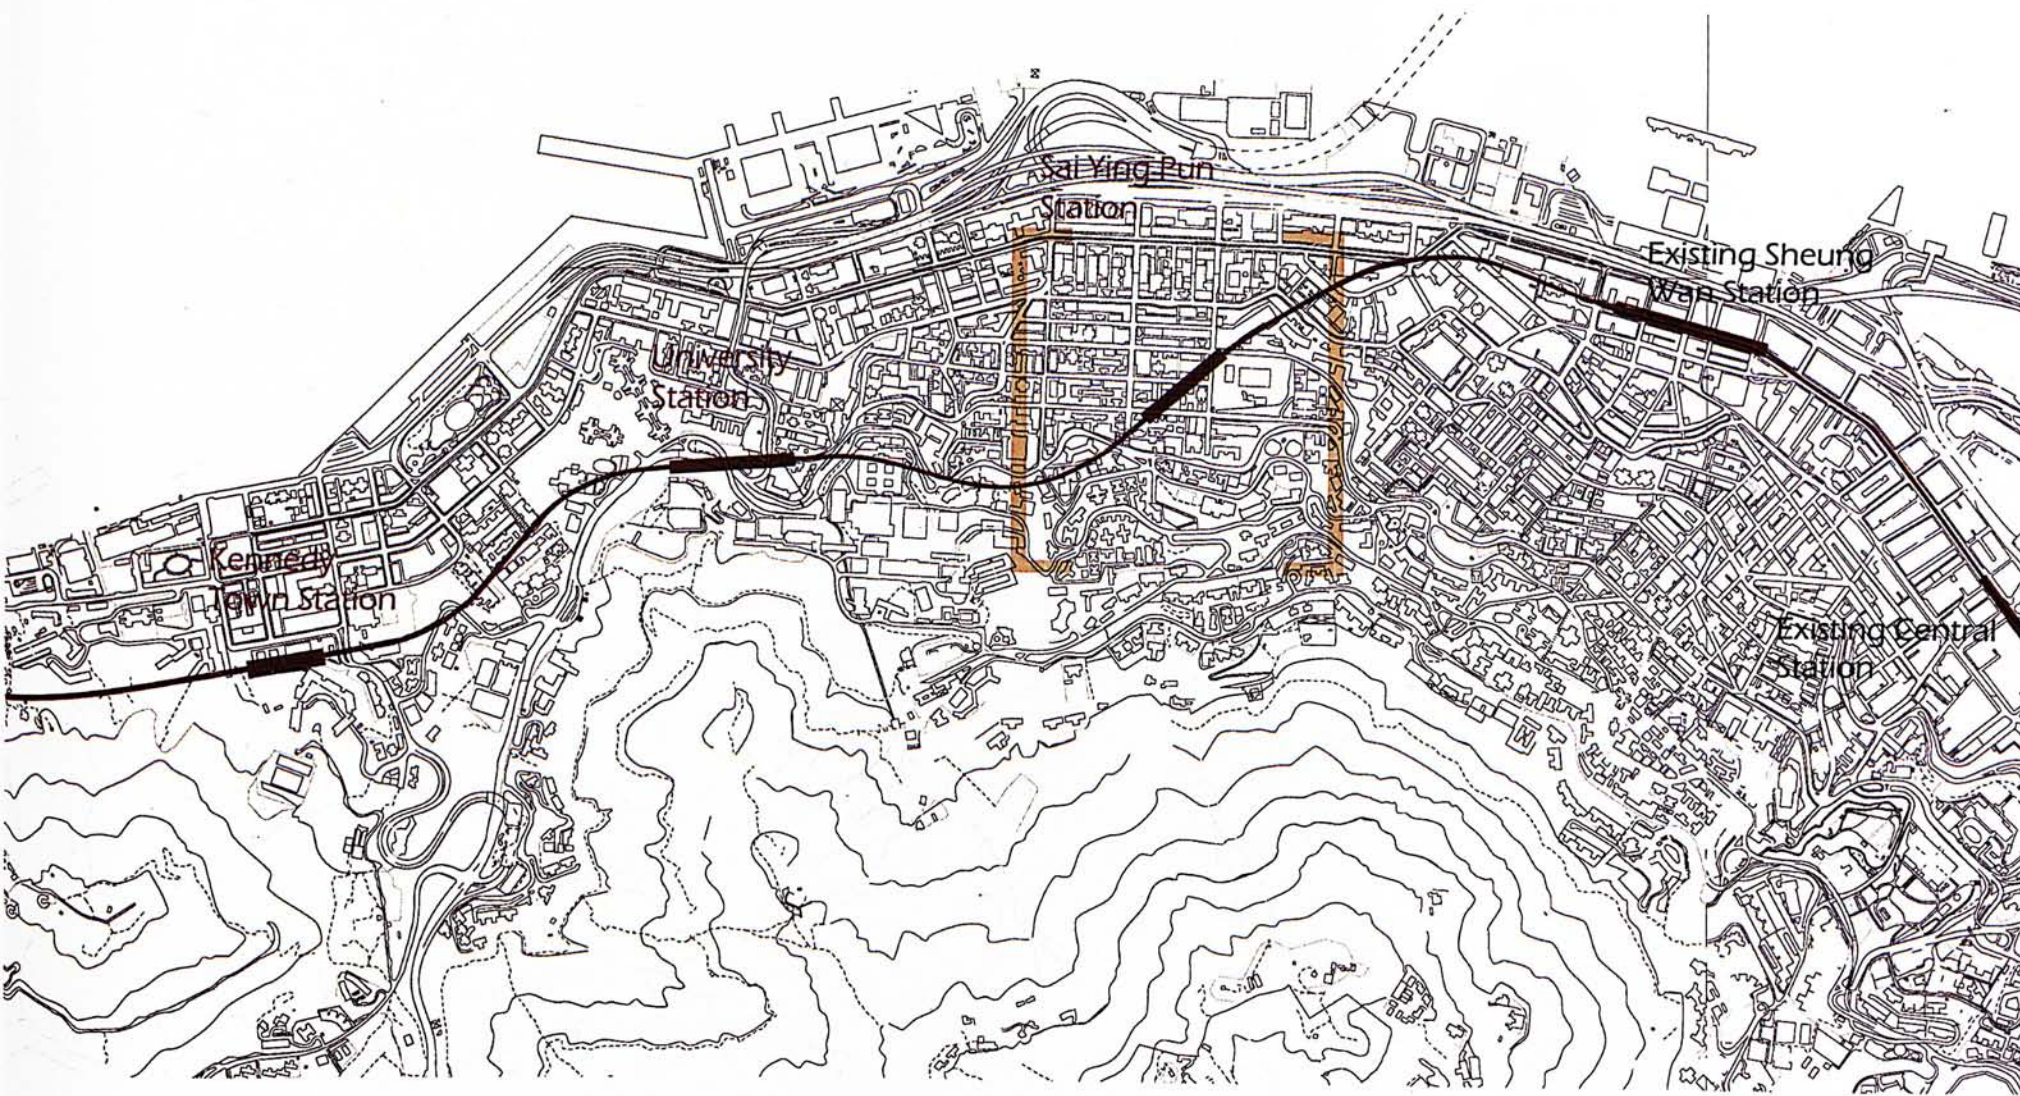 Sai Ying Pun
Station
Existing Sheung
Wan Station
University
Station
Kennedy
Town Station
Existing Central
Station